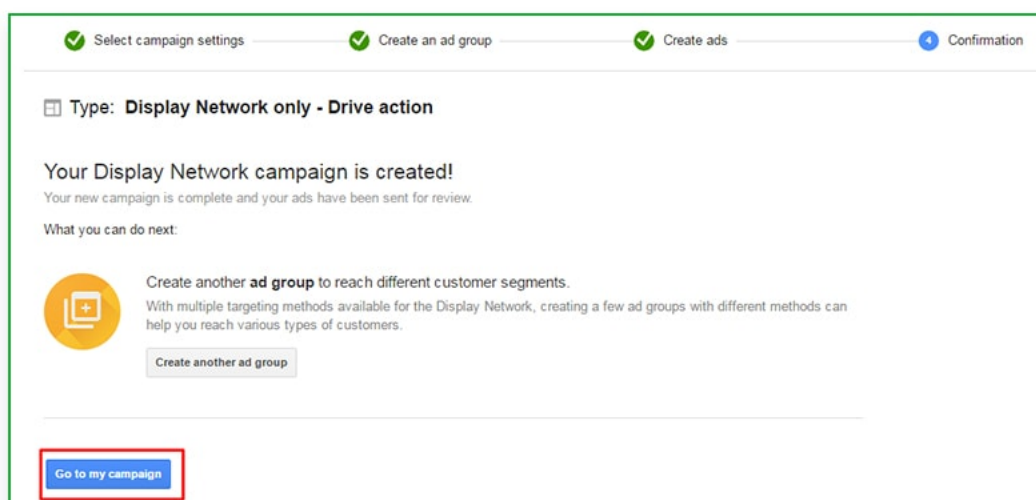 Select campaign settings
Create an ad group
Create ads
4 Confirmation
Type: Display Network only - Drive action
Your Display Network campaign is created!
Your new campaign is complete and your ads have been sent for review.
What you can do next:
Create another ad group to reach different customer segments.
With multiple targeting methods available for the Display Network, creating a few ad groups with different methods can
help you reach various types of customers.
Create another ad group
Go to my campaign